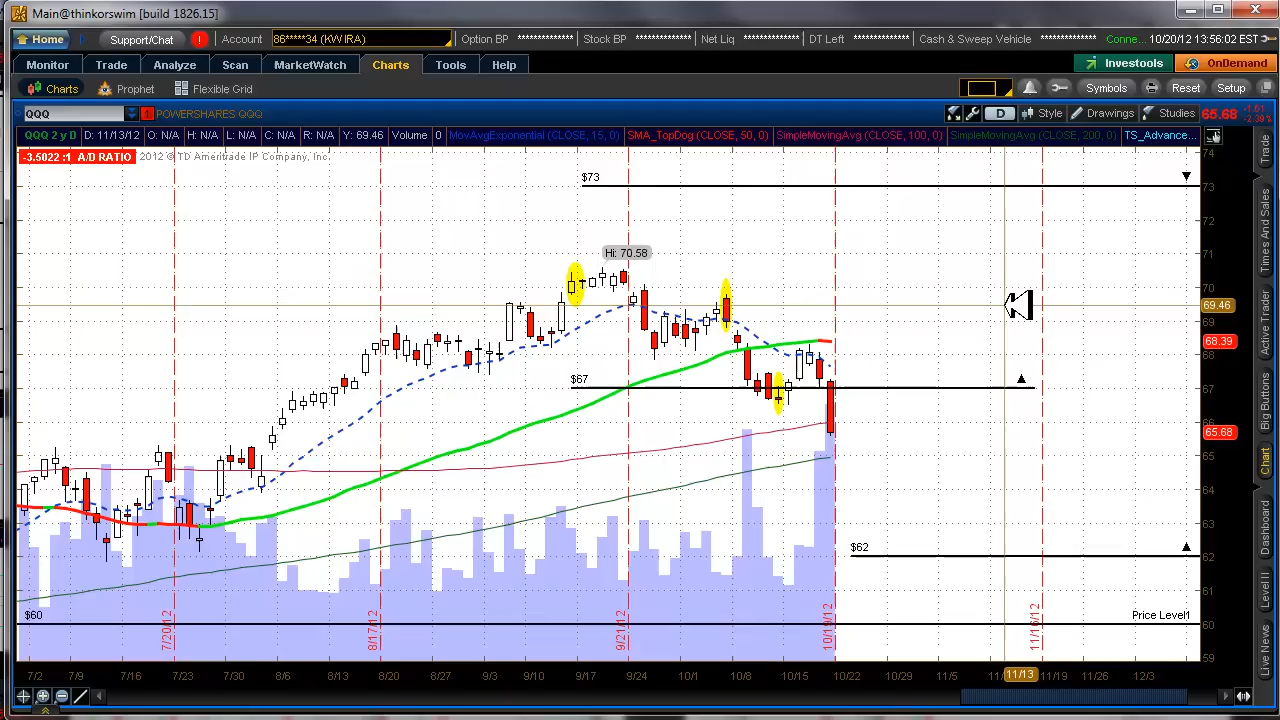 Main@thinkorswim [build 1826.15]
Home Support/Chat ! Account 86*****34 (KW IRA) Option BP ********** Stock BP ********** Net Liq ********** DT Left ********** Cash & Sweep Vehicle ********** Conne... 10/20/12 13:56:02 EST
Monitor Trade Analyze Scan MarketWatch Charts Tools Help Investools OnDemand
Charts Prophet Flexible Grid Symbols Reset Setup
QQQ 1 POWERSHARES QQQ D Style Drawings Studies 65.68 -1.61 -2.39%
QQQ 2 y D D: 11/13/12 O: N/A H: N/A L: N/A C: N/A R: N/A Y: 69.46 Volume 0 MovAvgExponential (CLOSE, 15, 0) SMA_TopDog (CLOSE, 50, 0) SimpleMovingAvg (CLOSE, 100, 0) SimpleMovingAvg (CLOSE, 200, 0) TS_Advance...
-3.5022 :1 A/D RATIO 2012 © TD Ameritrade IP Company, Inc.
74
$73
73
72
Hi: 70.58
71
70
69.46
69
68.39
68
$67
67
66
65.68
65
64
63
$62
62
61
$60
Price Level1
60
59
7/20/12 8/17/12 9/21/12 10/19/12 11/16/12
7/2 7/9 7/16 7/23 7/30 8/6 8/13 8/20 8/27 9/3 9/10 9/17 9/24 10/1 10/8 10/15 10/22 10/29 11/5 11/13 11/19 11/26 12/3
Trade
Times And Sales
Active Trader
Big Buttons
Chart
Dashboard
Level II
Live News